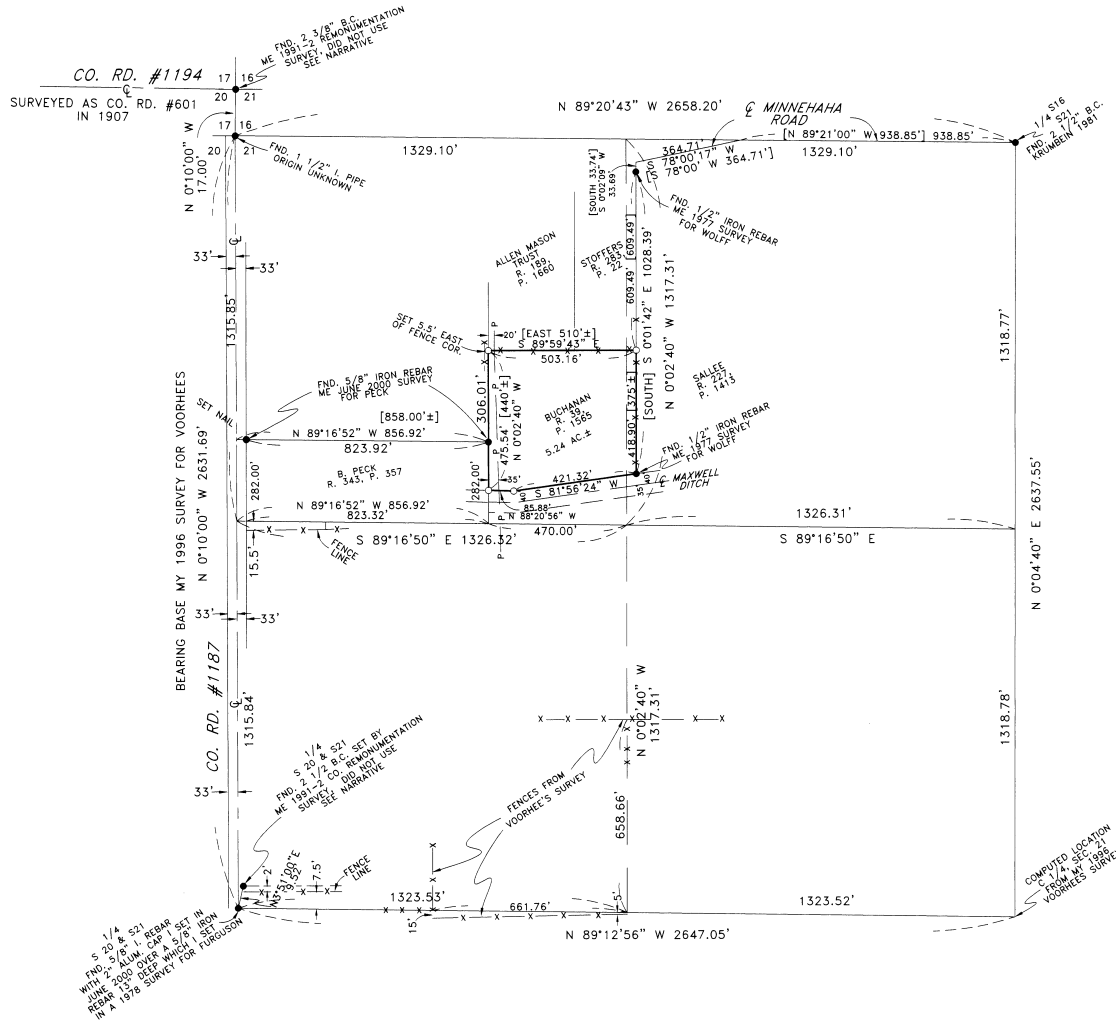 FND. 2 3/8" B.C.
ME 1991-2 REMONUMENTATION
SURVEY, DID NOT USE
SEE NARRATIVE
CO. RD. #1194
17 16
20 21
SURVEYED AS CO. RD. #601
IN 1907
17 16
20 21
N 0°10'00" W
17.00'
FND. 1 1/2" I. PIPE
ORIGIN UNKNOWN
N 89°20'43" W 2658.20'
℄ MINNEHAHA
ROAD
[N 89°21'00" W 938.85'] 938.85'
1329.10'
1329.10'
364.71'
S 78°00'17" W
[S 78°00' W 364.71']
1/4 S16
S21
FND. 2 1/2" B.C.
KRUMBEIN 1981
[SOUTH 33.74']
S 0°02'09" W
33.69'
FND. 1/2" IRON REBAR
ME 1977 SURVEY
FOR WOLFF
℄
33'
33'
1315.85'
ALLEN MASON
TRUST
R. 189,
P. 1660
STOFFERS
R. 283,
P. 22
609.49' [609.49']
[SOUTH] S 0°01'42" E 1028.39'
N 0°02'40" W 1317.31'
1318.77'
SET 5.5' EAST
OF FENCE COR.
P
20'
[EAST 510'±]
S 89°59'43" E
503.16'
FND. 5/8" IRON REBAR
ME JUNE 2000 SURVEY
FOR PECK
SET NAIL
[858.00'±]
N 89°16'52" W 856.92'
823.92'
306.01'
475.54' [440'±]
N 0°02'40" W
BUCHANAN
R. 39,
P. 1565
5.24 AC.±
418.90' [375'±]
SALLEE
R. 227,
P. 1413
FND. 1/2" IRON REBAR
ME 1977 SURVEY
FOR WOLFF
BEARING BASE MY 1996 SURVEY FOR VOORHEES
N 0°10'00" W 2631.69'
282.00'
B. PECK
R. 343, P. 357
282.00'
35'
421.32'
S 81°56'24" W
40'
35'
40'
℄ MAXWELL
DITCH
85.88'
N 88°20'56" W
N 89°16'52" W 856.92'
823.32'
470.00'
1326.31'
15.5'
FENCE
LINE
S 89°16'50" E 1326.32'
S 89°16'50" E
N 0°04'40" E 2637.55'
33'
33'
CO. RD. #1187
℄
1315.84'
33'
N 0°02'40" W
1317.31'
1318.78'
1/4
S 20 & S21
FND. 2 1/2 B.C. SET BY
ME 1991-2 CO. REMONUMENTATION
SURVEY, DID NOT USE
SEE NARRATIVE
FENCES FROM
VOORHEE'S SURVEY
658.66'
N 3°51'00"E
9.52'
2'
7.5'
FENCE
LINE
1323.53'
661.76'
15'
5'
1323.52'
N 89°12'56" W 2647.05'
1/4
S 20 & S21
FND. 5/8" I. REBAR
WITH 2" ALUM. CAP I SET IN
JUNE 2000 OVER A 5/8" IRON
REBAR 13" DEEP WHICH I SET
IN A 1978 SURVEY FOR FURGUSON
COMPUTED LOCATION
C 1/4, SEC. 21
FROM MY 1996
VOORHEES SURVEY